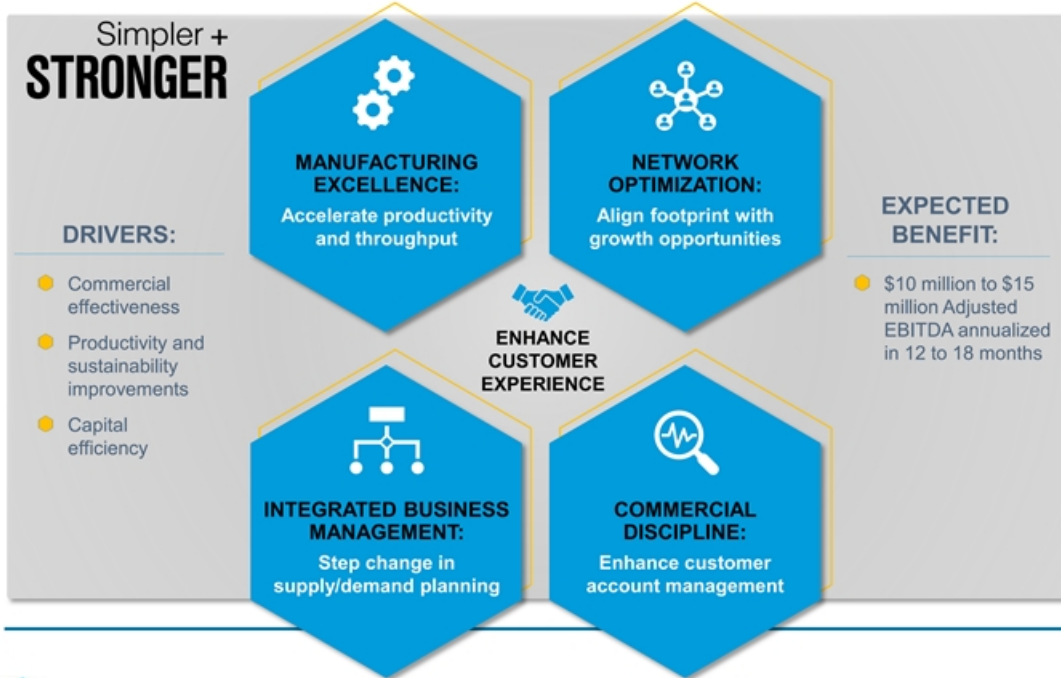 Simpler +
STRONGER
DRIVERS:
Commercial
effectiveness
Productivity and
sustainability
improvements
Capital
efficiency
MANUFACTURING
EXCELLENCE:
Accelerate productivity
and throughput
NETWORK
OPTIMIZATION:
Align footprint with
growth opportunities
ENHANCE
CUSTOMER
EXPERIENCE
INTEGRATED BUSINESS
MANAGEMENT:
Step change in
supply/demand planning
COMMERCIAL
DISCIPLINE:
Enhance customer
account management
EXPECTED
BENEFIT:
$10 million to $15
million Adjusted
EBITDA annualized
in 12 to 18 months